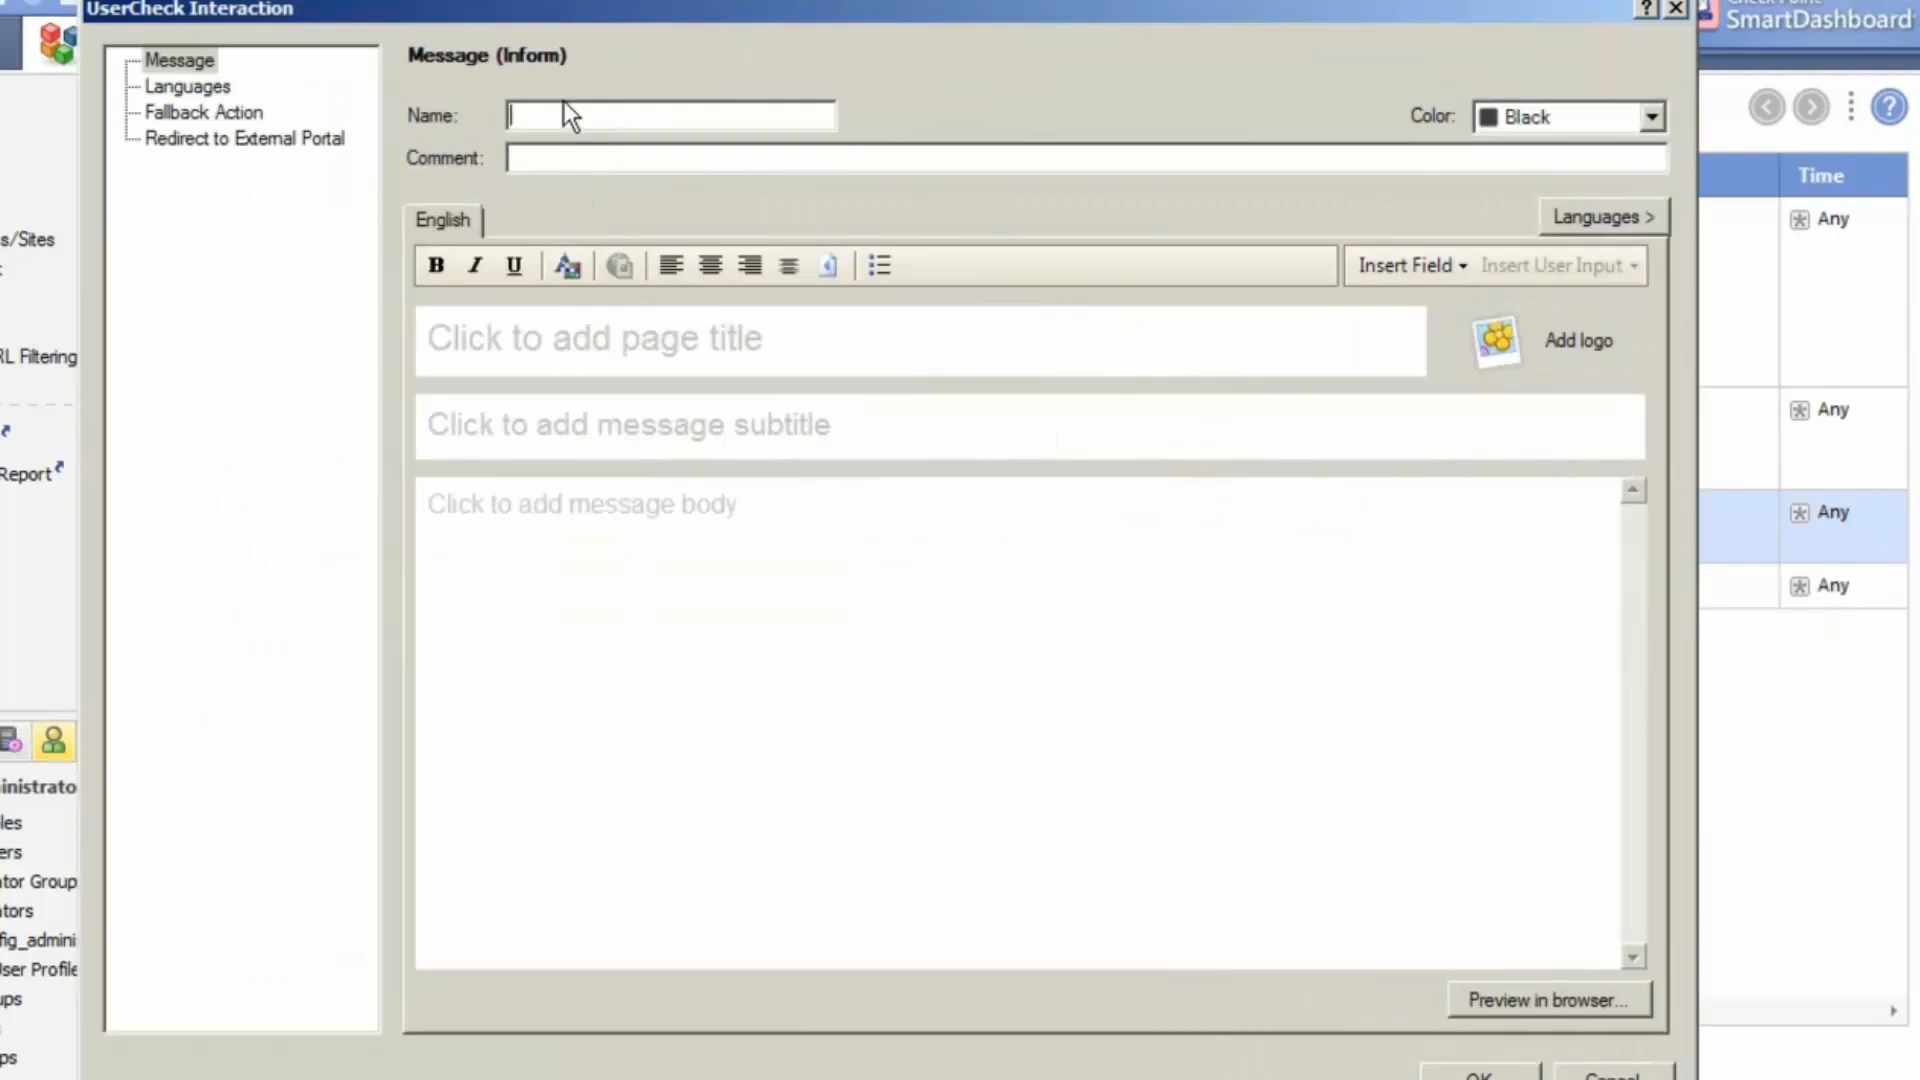 UserCheck Interaction
?
SmartDashboard
Message
Languages
Fallback Action
Redirect to External Portal
Message (Inform)
Name:
Color:
Black
Comment:
English
Languages >
B I U
Insert Field
Insert User Input
Click to add page title
Add logo
Click to add message subtitle
Click to add message body
Preview in browser...
?
Time
Any
Any
Any
Any
s/Sites
RL Filtering
Report
inistrato
les
ers
ator Group
ators
fig_admini
User Profile
ups
ps